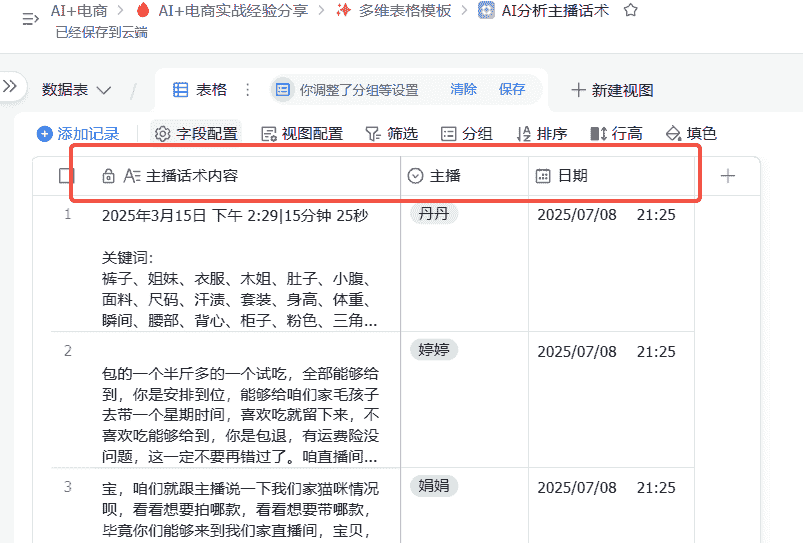 AI+电商 > AI+电商实战经验分享 > 多维表格模板 > AI分析主播话术
已经保存到云端
数据表 / 表格 你调整了分组等设置 清除 保存 新建视图
添加记录 字段配置 视图配置 筛选 分组 排序 行高 填色
主播话术内容 主播 日期
1 2025年3月15日 下午 2:29|15分钟 25秒 丹丹 2025/07/08 21:25
关键词:
裤子、姐妹、衣服、木姐、肚子、小腹、
面料、尺码、汗渍、套装、身高、体重、
瞬间、腰部、背心、柜子、粉色、三角...
2 婷婷 2025/07/08 21:25
包的一个半斤多的一个试吃，全部能够给
到，你是安排到位，能够给咱们家毛孩子
去带一个星期时间，喜欢吃就留下来，不
喜欢吃能够给到，你是包退，有运费险没
问题，这一定不要再错过了。咱直播间...
3 宝，咱们就跟主播说一下我们家猫咪情况 娟娟 2025/07/08 21:25
呗，看看想要拍哪款，看看想要带哪款，
毕竟你们能够来到我们家直播间，宝贝，